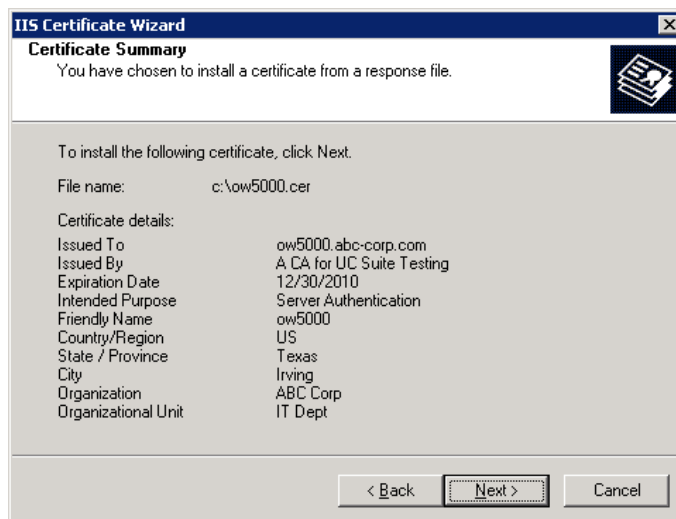 IIS Certificate Wizard
Certificate Summary
You have chosen to install a certificate from a response file.
To install the following certificate, click Next.
File name: c:\ow5000.cer
Certificate details:
Issued To ow5000.abc-corp.com
Issued By A CA for UC Suite Testing
Expiration Date 12/30/2010
Intended Purpose Server Authentication
Friendly Name ow5000
Country/Region US
State / Province Texas
City Irving
Organization ABC Corp
Organizational Unit IT Dept
< Back Next > Cancel